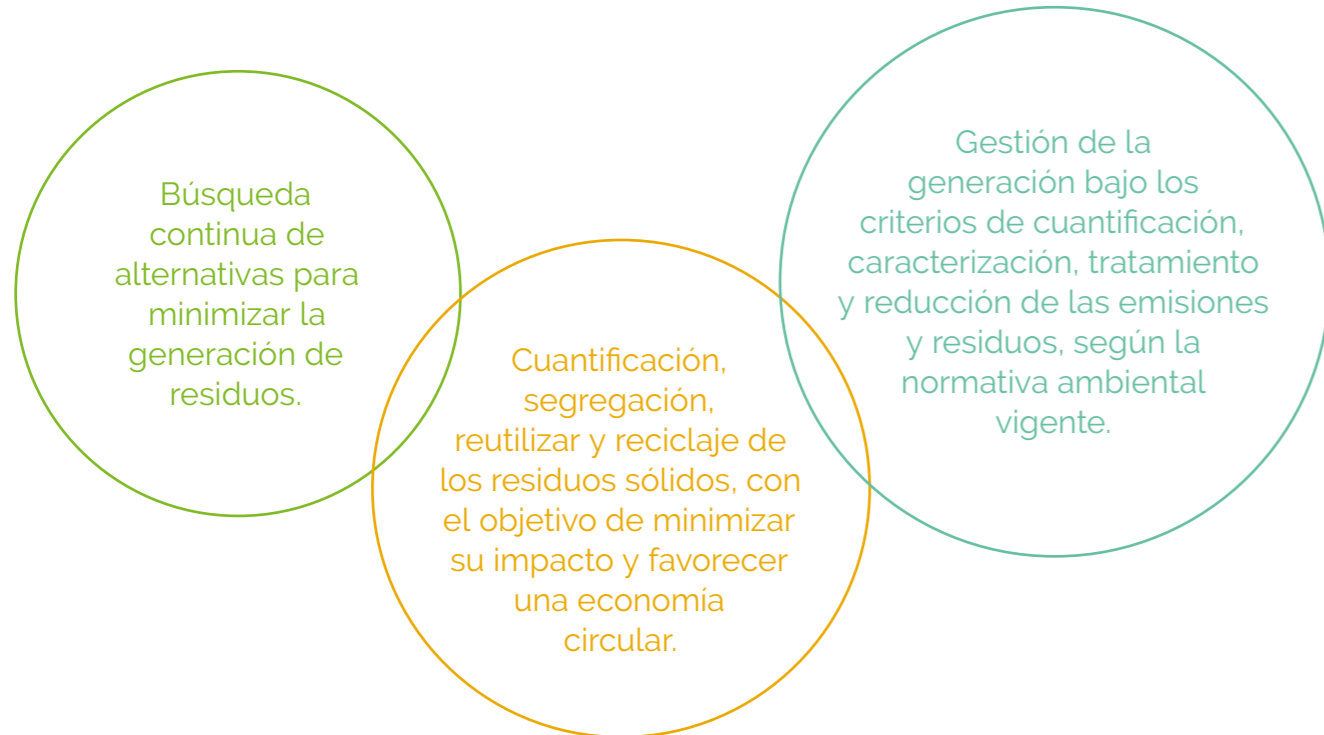 Búsqueda
continua de
alternativas para
minimizar la
generación de
residuos.
Cuantificación,
segregación,
reutilizar y reciclaje de
los residuos sólidos, con
el objetivo de minimizar
su impacto y favorecer
una economía
circular.
Gestión de la
generación bajo los
criterios de cuantificación,
caracterización, tratamiento
y reducción de las emisiones
y residuos, según la
normativa ambiental
vigente.